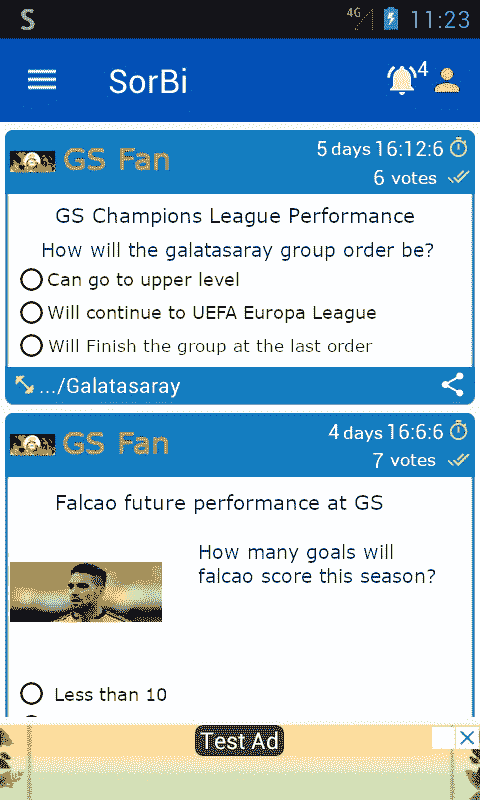 4G 11:23
SorBi
4
GS Fan
5 days 16:12:6
6 votes
GS Champions League Performance
How will the galatasaray group order be?
Can go to upper level
Will continue to UEFA Europa League
Will Finish the group at the last order
.../Galatasaray
GS Fan
4 days 16:6:6
7 votes
Falcao future performance at GS
How many goals will
falcao score this season?
Less than 10
Test Ad